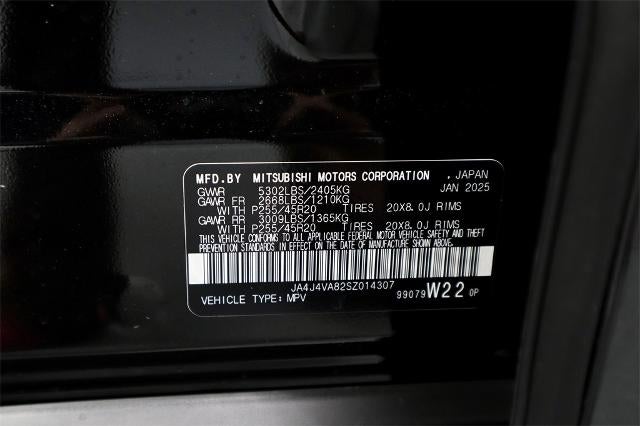 MFD.BY MITSUBISHI MOTORS CORPORATION , JAPAN
GVWR 5302LBS/2405KG JAN 2025
GAWR FR 2668LBS/1210KG
WITH P255/45R20 TIRES 20X8.0J RIMS
GAWR RR 3009LBS/1365KG
WITH P255/45R20 TIRES 20X8.0J RIMS
THIS VEHICLE CONFORMS TO ALL APPLICABLE FEDERAL MOTOR VEHICLE SAFETY AND THEFT
PREVENTION STANDARDS IN EFFECT ON THE DATE OF MANUFACTURE SHOWN ABOVE.
JA4J4VA82SZ014307
VEHICLE TYPE: MPV 99079 W22 0P